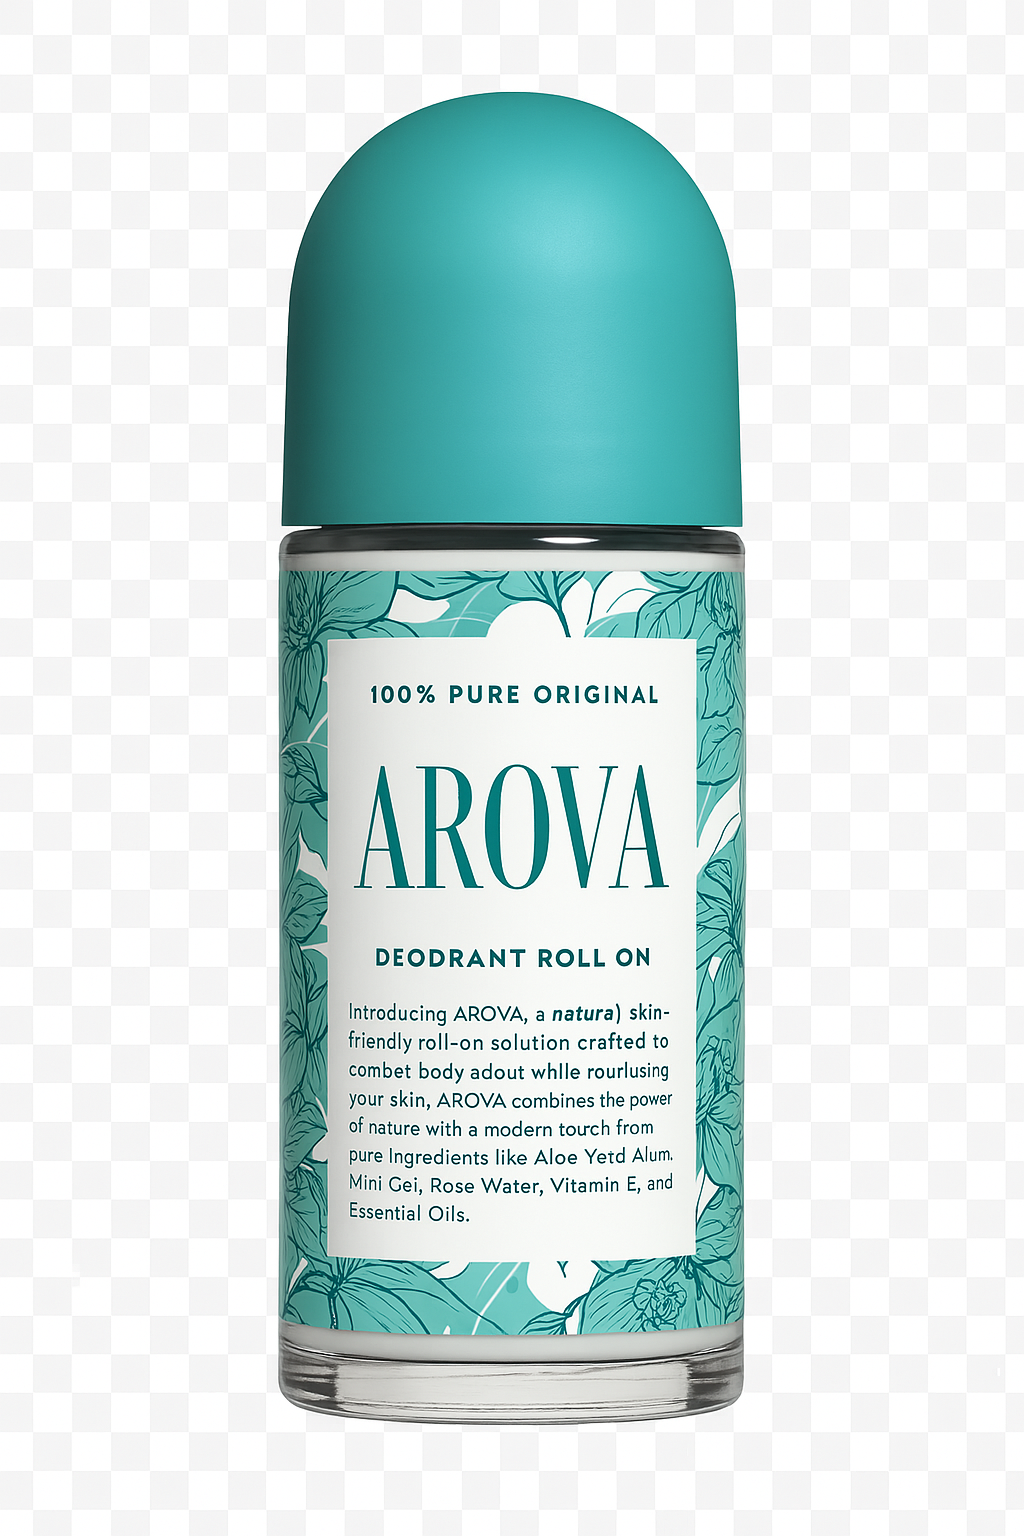 100% PURE ORIGINAL
AROVA
DEODRANT ROLL ON
Introducing AROVA, a natura) skin-
friendly roll-on solution crafted to
combet body adout whlle rourlusing
your skin, AROVA combines the power
of nature with a modern tourch from
pure Ingredients like Aloe Yetd Alum.
Mini Gei, Rose Water, Vitamin E, and
Essential Oils.